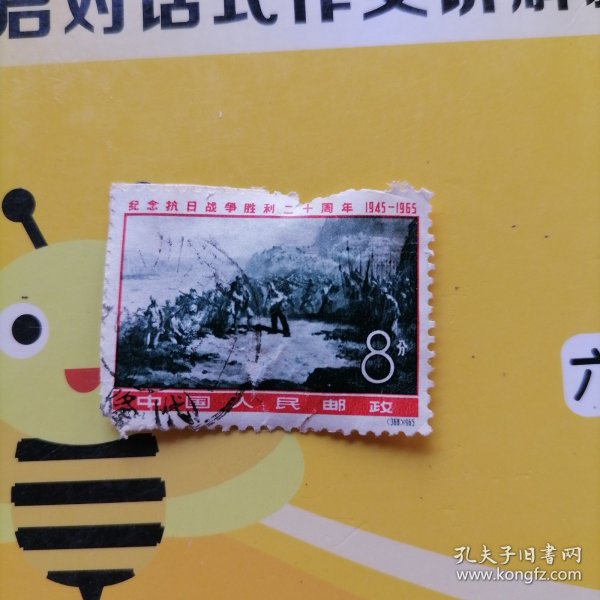 启对话式作文讲解
纪念抗日战争胜利二十周年 1945-1965
8分
中国人民邮政
(388)1965
六
孔夫子旧书网
www.kongfz.com